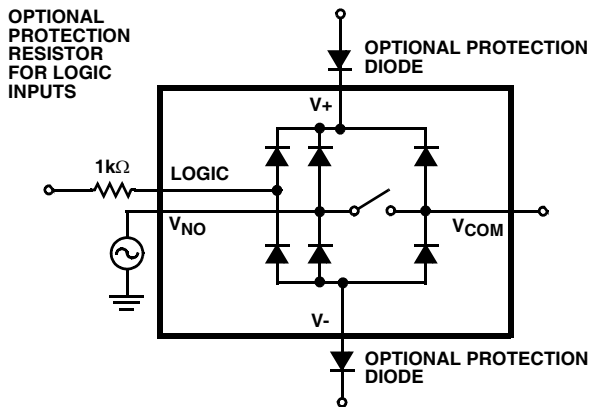 OPTIONAL
PROTECTION
RESISTOR
FOR LOGIC
INPUTS
OPTIONAL PROTECTION
DIODE
V+
1kΩ
LOGIC
VNO
VCOM
V-
OPTIONAL PROTECTION
DIODE